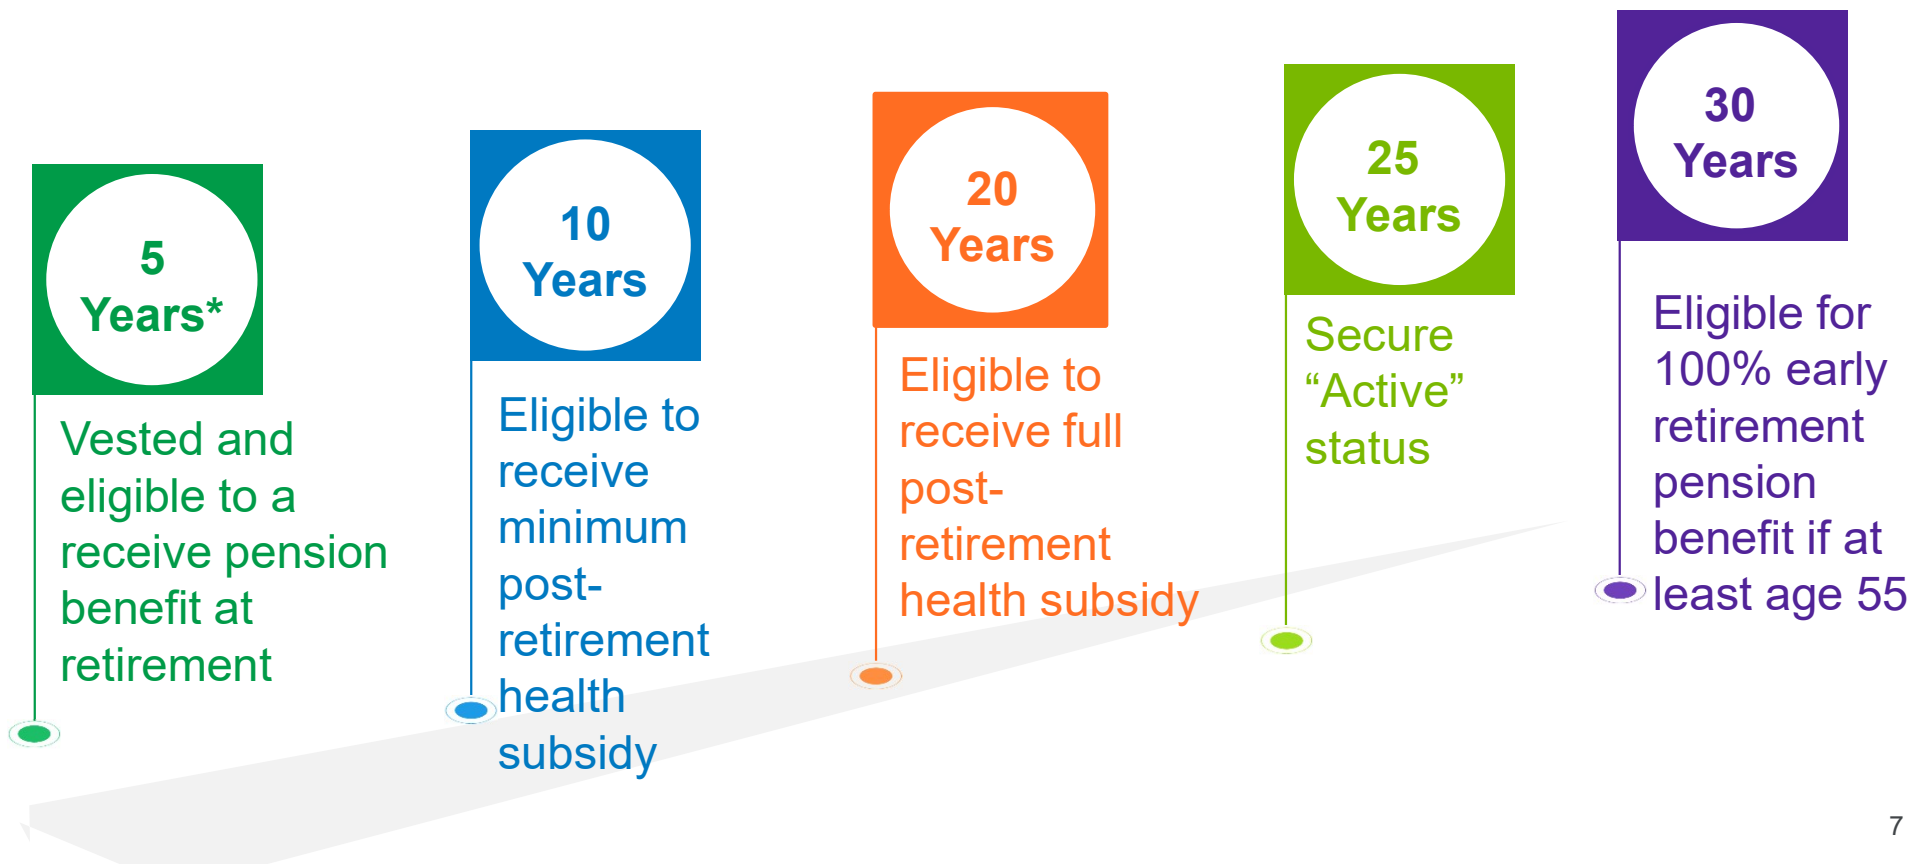 5
Years*
Vested and
eligible to a
receive pension
benefit at
retirement
10
Years
Eligible to
receive
minimum
post-
retirement
health
subsidy
20
Years
Eligible to
receive full
post-
retirement
health subsidy
25
Years
Secure
“Active”
status
30
Years
Eligible for
100% early
retirement
pension
benefit if at
least age 55
7